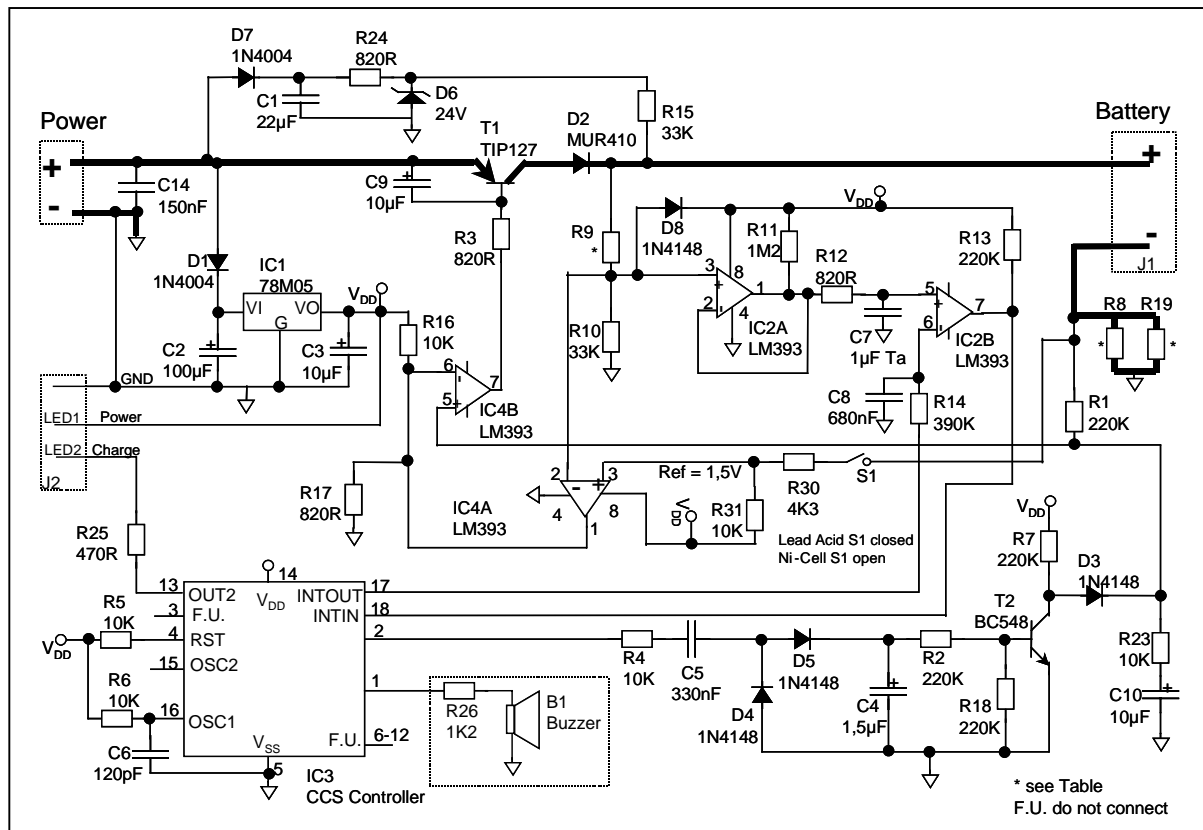 D7
1N4004
R24
820R
C1
22µF
D6
24V
R15
33K
Power
+
-
C14
150nF
T1
TIP127
D2
MUR410
Battery
+
-
J1
C9
10µF
R3
820R
R9
*
D8
1N4148
VDD
R11
1M2
R12
820R
R13
220K
D1
1N4004
IC1
78M05
VI
VO
G
VDD
R16
10K
C2
100µF
C3
10µF
R10
33K
3
+
2
-
8
1
4
IC2A
LM393
C7
1µF Ta
5
+
6
-
7
IC2B
LM393
R8
*
R19
*
GND
LED1
Power
LED2
Charge
J2
6
-
5
+
7
IC4B
LM393
C8
680nF
R14
390K
R1
220K
R17
820R
2
-
3
+
4
8
1
IC4A
LM393
Ref = 1,5V
R30
4K3
S1
R31
10K
VDD
Lead Acid S1 closed
Ni-Cell S1 open
R25
470R
VDD
R7
220K
D3
1N4148
13
OUT2
14
VDD
INTOUT
17
3
F.U.
INTIN
18
R5
10K
VDD
4
RST
2
15
OSC2
R6
10K
16
OSC1
1
C6
120pF
VSS
5
F.U.
6-12
IC3
CCS Controller
R26
1K2
B1
Buzzer
R4
10K
C5
330nF
D5
1N4148
D4
1N4148
C4
1,5µF
R2
220K
R18
220K
T2
BC548
R23
10K
C10
10µF
* see Table
F.U. do not connect